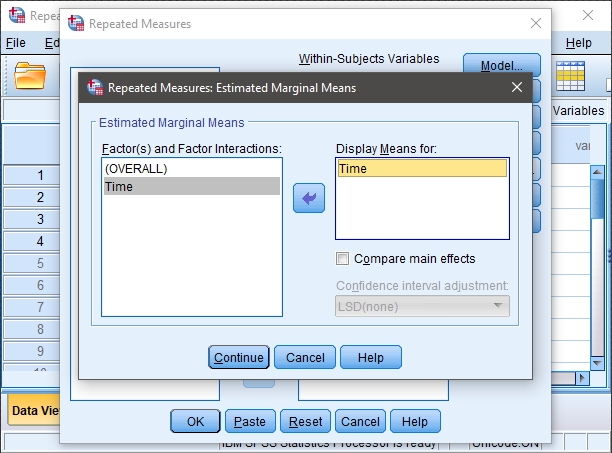 Repea
Repeated Measures
File
Ed
Help
Within-Subjects Variables
Model...
Variables
Repeated Measures: Estimated Marginal Means
Estimated Marginal Means
Factor(s) and Factor Interactions:
Display Means for:
(OVERALL)
Time
Time
Compare main effects
Confidence interval adjustment:
LSD(none)
Continue
Cancel
Help
var
1
2
3
4
5
6
7
8
9
10
Data Vie
OK
Paste
Reset
Cancel
Help
IBM SPSS Statistics Processor is ready
Unicode:ON